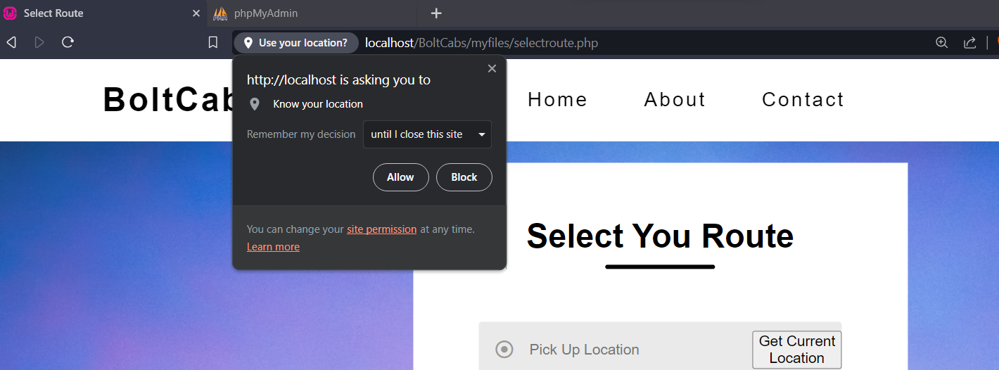 Select Route
phpMyAdmin
Use your location?
localhost/BoltCabs/myfiles/selectroute.php
http://localhost is asking you to
Know your location
Remember my decision
until I close this site
Allow
Block
You can change your site permission at any time.
Learn more
BoltCab
Home
About
Contact
Select You Route
Pick Up Location
Get Current
Location